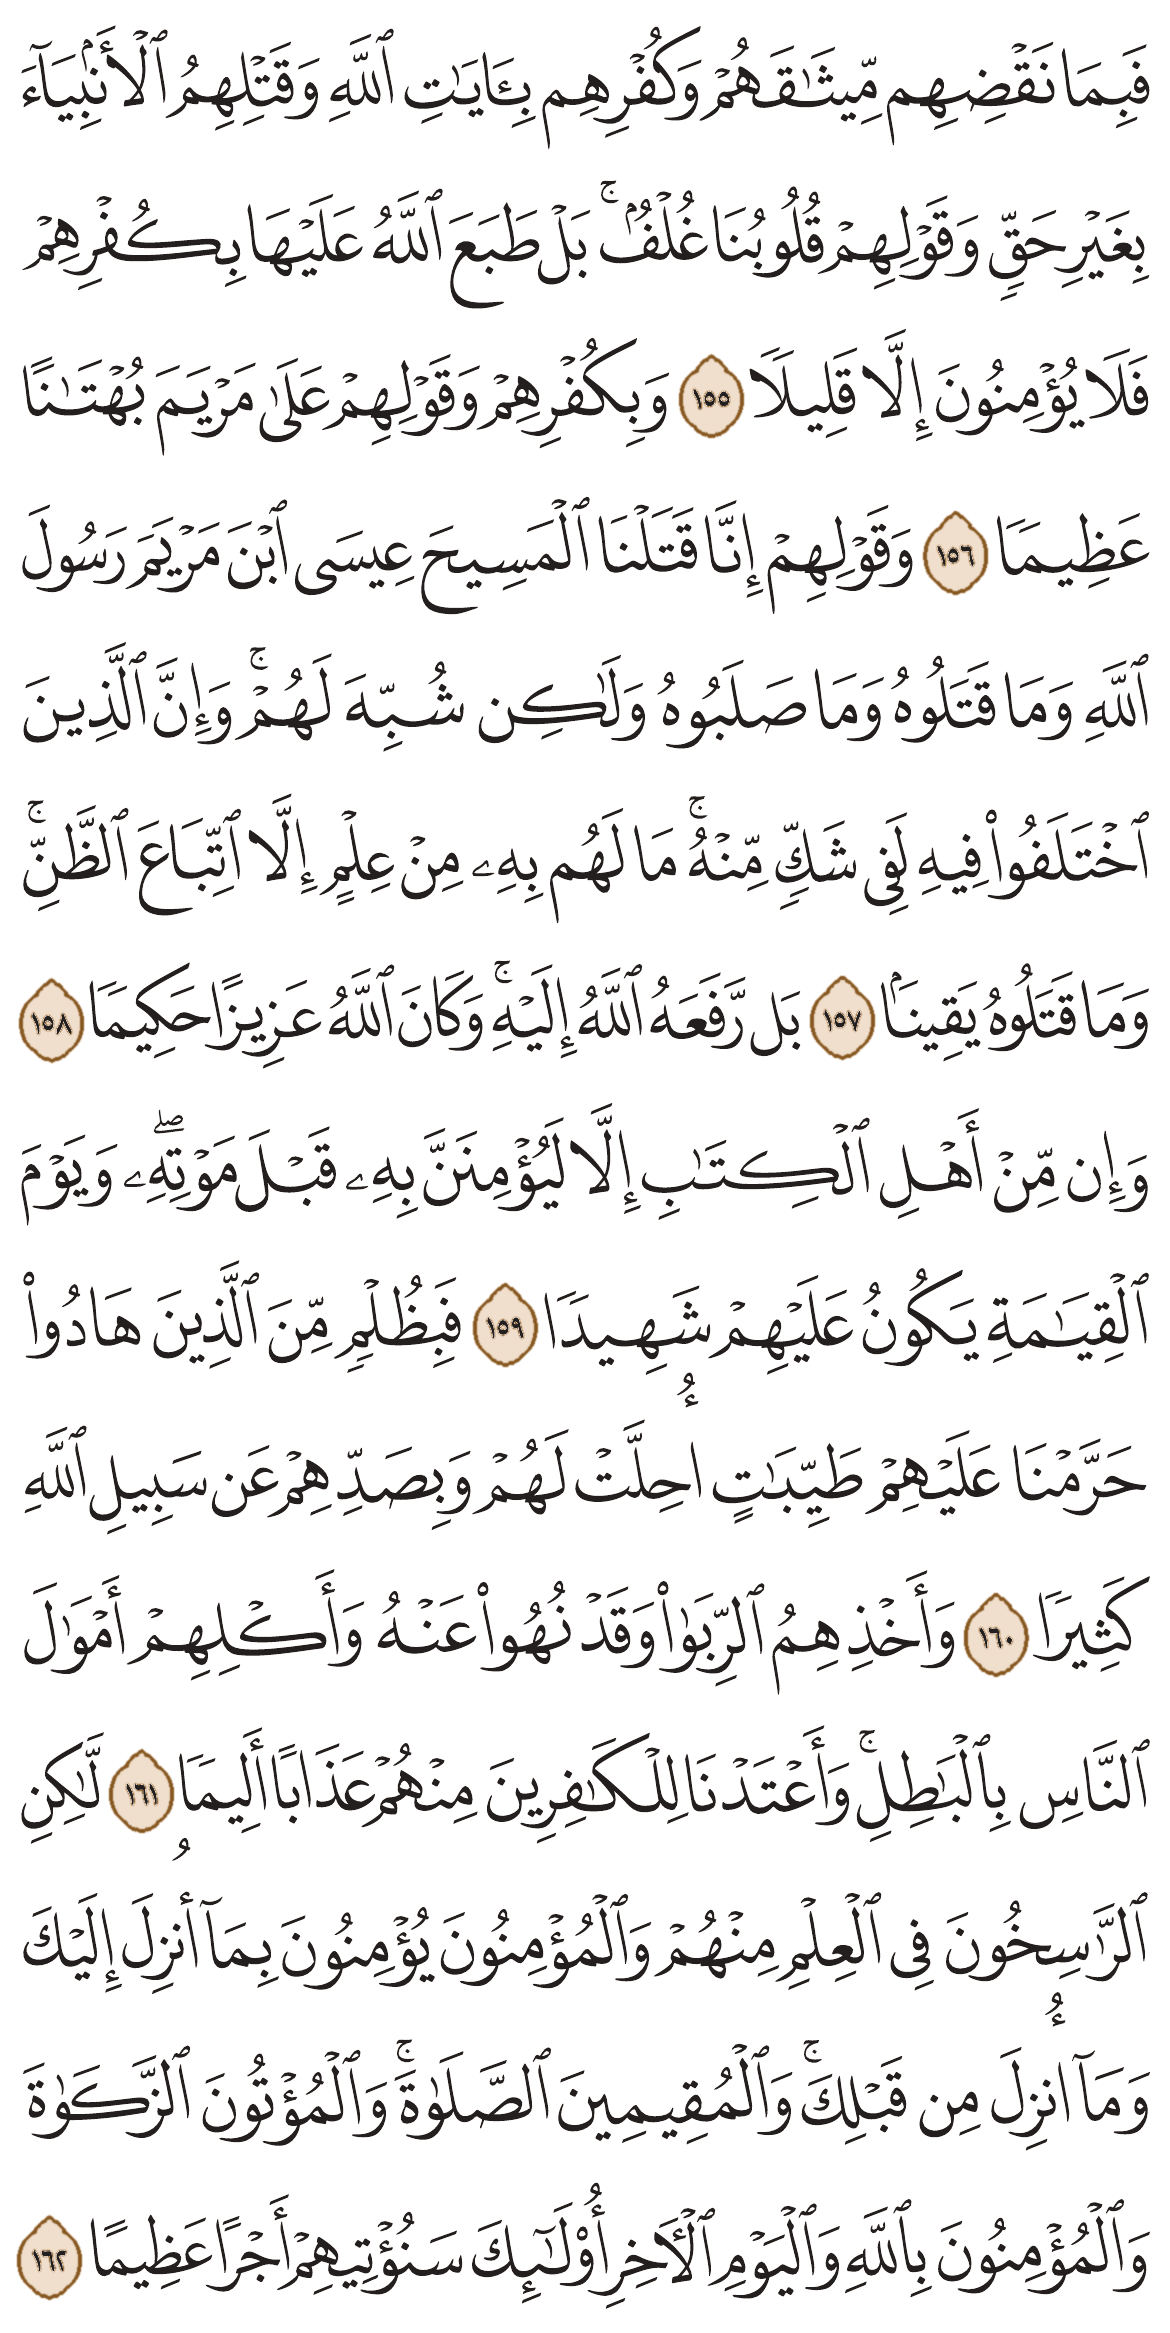 فَبِمَا نَقْضِهِم مِّيثَـٰقَهُمْ وَكُفْرِهِم بِـَٔايَـٰتِ ٱللَّهِ وَقَتْلِهِمُ ٱلْأَنۢبِيَآءَ
بِغَيْرِ حَقٍّ وَقَوْلِهِمْ قُلُوبُنَا غُلْفٌۢ ۚ بَلْ طَبَعَ ٱللَّهُ عَلَيْهَا بِكُفْرِهِمْ
فَلَا يُؤْمِنُونَ إِلَّا قَلِيلًا ١٥٥ وَبِكُفْرِهِمْ وَقَوْلِهِمْ عَلَىٰ مَرْيَمَ بُهْتَـٰنًا
عَظِيمًا ١٥٦ وَقَوْلِهِمْ إِنَّا قَتَلْنَا ٱلْمَسِيحَ عِيسَى ٱبْنَ مَرْيَمَ رَسُولَ
ٱللَّهِ وَمَا قَتَلُوهُ وَمَا صَلَبُوهُ وَلَـٰكِن شُبِّهَ لَهُمْ ۚ وَإِنَّ ٱلَّذِينَ
ٱخْتَلَفُوا۟ فِيهِ لَفِى شَكٍّ مِّنْهُ ۚ مَا لَهُم بِهِۦ مِنْ عِلْمٍ إِلَّا ٱتِّبَاعَ ٱلظَّنِّ ۚ
وَمَا قَتَلُوهُ يَقِينًۢا ١٥٧ بَل رَّفَعَهُ ٱللَّهُ إِلَيْهِ ۚ وَكَانَ ٱللَّهُ عَزِيزًا حَكِيمًا ١٥٨
وَإِن مِّنْ أَهْلِ ٱلْكِتَـٰبِ إِلَّا لَيُؤْمِنَنَّ بِهِۦ قَبْلَ مَوْتِهِۦ ۖ وَيَوْمَ
ٱلْقِيَـٰمَةِ يَكُونُ عَلَيْهِمْ شَهِيدًا ١٥٩ فَبِظُلْمٍ مِّنَ ٱلَّذِينَ هَادُوا۟
حَرَّمْنَا عَلَيْهِمْ طَيِّبَـٰتٍ أُحِلَّتْ لَهُمْ وَبِصَدِّهِمْ عَن سَبِيلِ ٱللَّهِ
كَثِيرًا ١٦٠ وَأَخْذِهِمُ ٱلرِّبَوٰا۟ وَقَدْ نُهُوا۟ عَنْهُ وَأَكْلِهِمْ أَمْوَٰلَ
ٱلنَّاسِ بِٱلْبَـٰطِلِ ۚ وَأَعْتَدْنَا لِلْكَـٰفِرِينَ مِنْهُمْ عَذَابًا أَلِيمًا ١٦١ لَّـٰكِنِ
ٱلرَّٰسِخُونَ فِى ٱلْعِلْمِ مِنْهُمْ وَٱلْمُؤْمِنُونَ يُؤْمِنُونَ بِمَآ أُنزِلَ إِلَيْكَ
وَمَآ أُنزِلَ مِن قَبْلِكَ ۚ وَٱلْمُقِيمِينَ ٱلصَّلَوٰةَ ۚ وَٱلْمُؤْتُونَ ٱلزَّكَوٰةَ
وَٱلْمُؤْمِنُونَ بِٱللَّهِ وَٱلْيَوْمِ ٱلْـَٔاخِرِ أُو۟لَـٰٓئِكَ سَنُؤْتِيهِمْ أَجْرًا عَظِيمًا ١٦٢